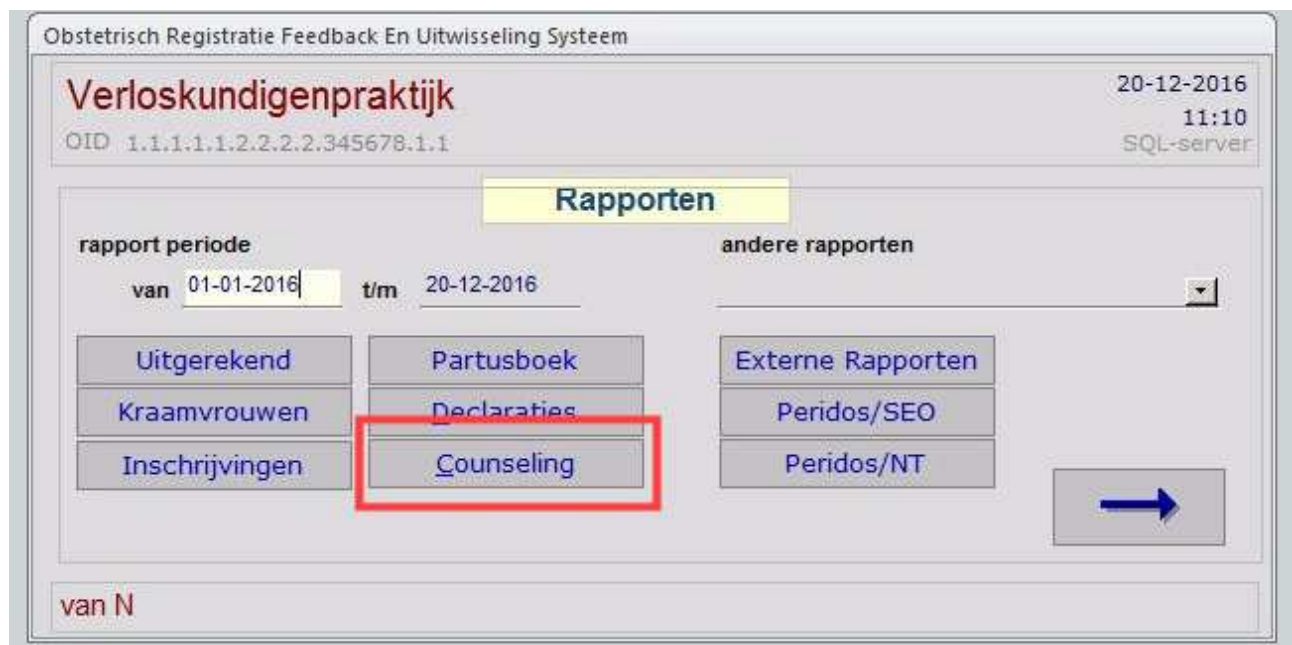 Obstetrisch Registratie Feedback En Uitwisseling Systeem
Verloskundigenpraktijk
20-12-2016
OID 1.1.1.1.1.2.2.2.2.345678.1.1
11:10
SQL-server
Rapporten
rapport periode
andere rapporten
van 01-01-2016 t/m 20-12-2016
Uitgerekend Partusboek Externe Rapporten
Kraamvrouwen Declaraties Peridos/SEO
Inschrijvingen Counseling Peridos/NT
van N